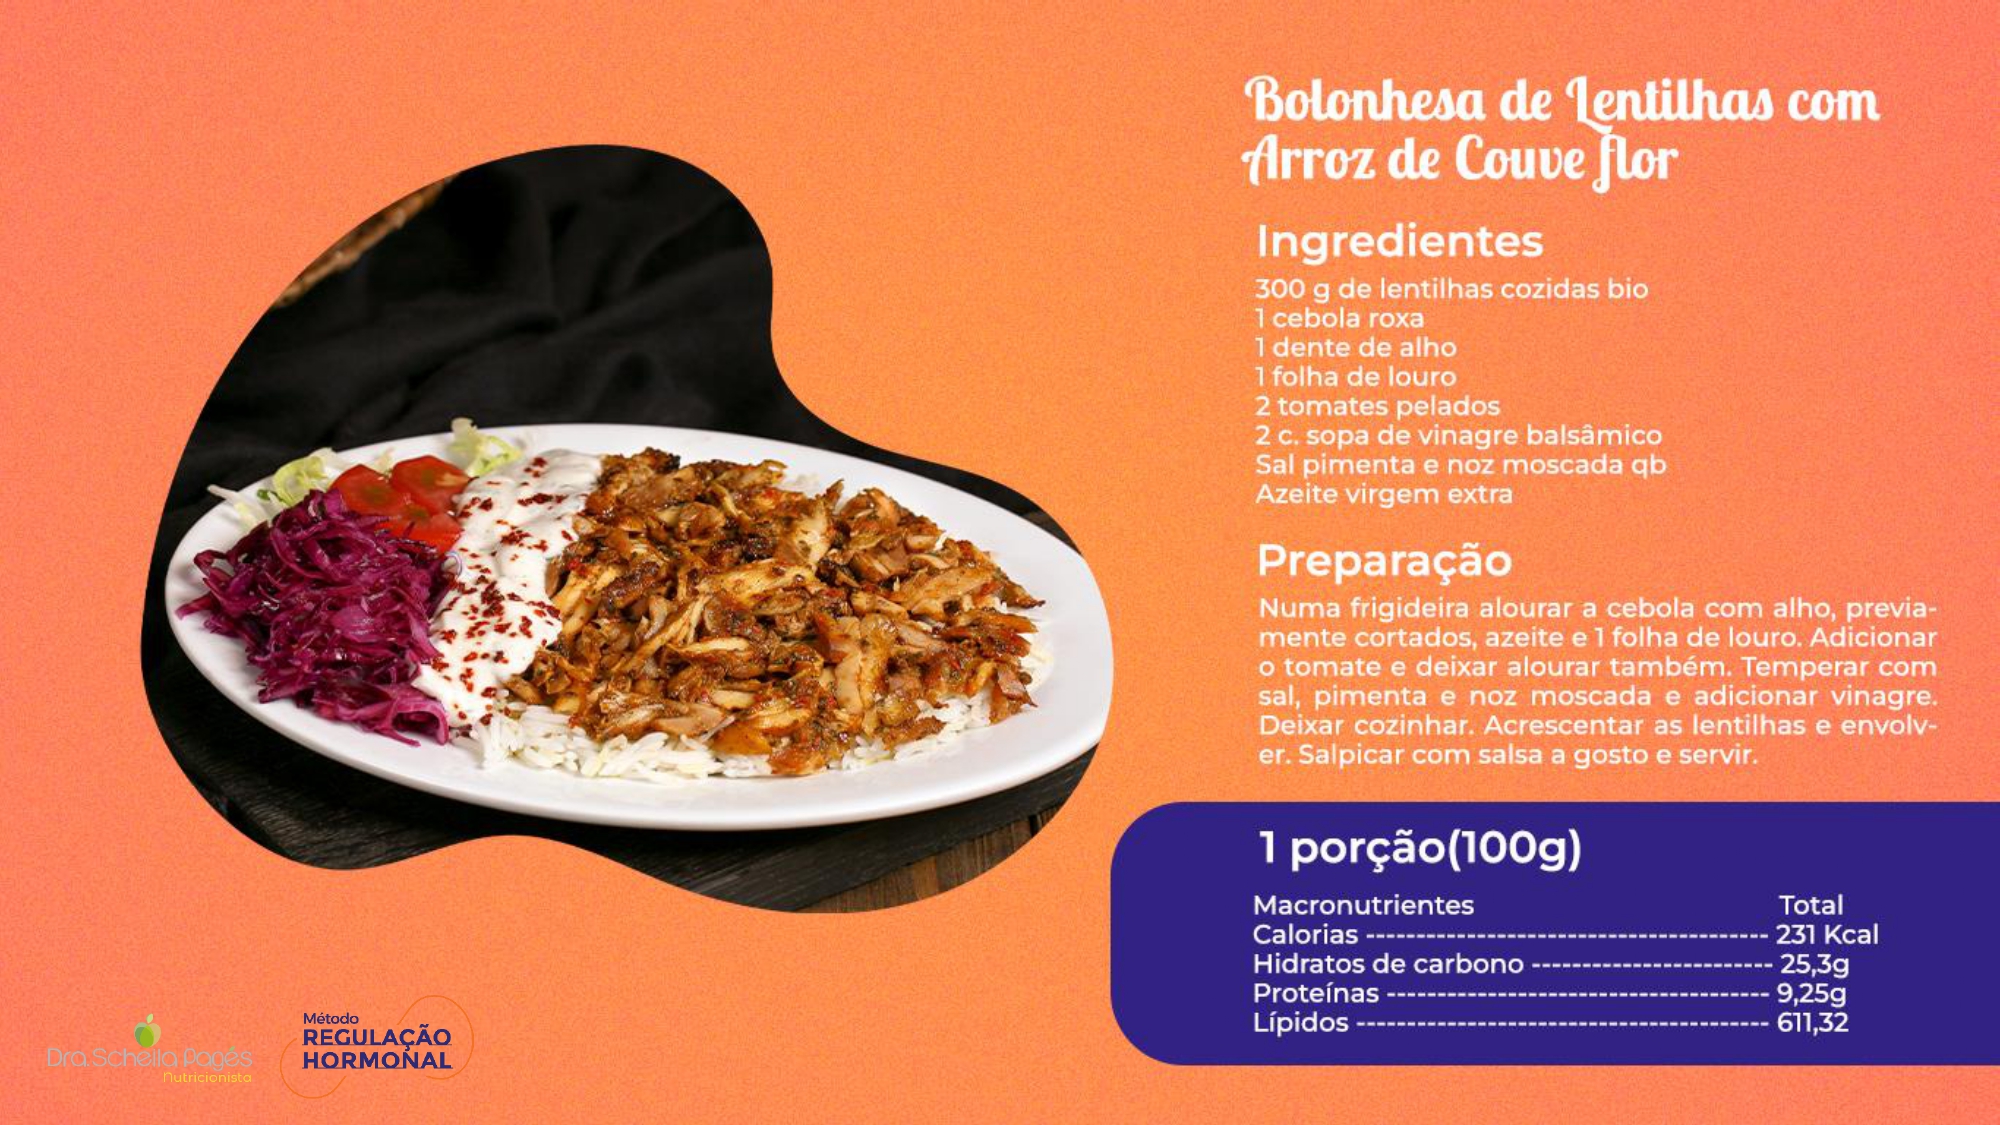 Bolonhesa de Lentilhas com
Arroz de Couve flor
Ingredientes
300 g de lentilhas cozidas bio
1 cebola roxa
1 dente de alho
1 folha de louro
2 tomates pelados
2 c. sopa de vinagre balsâmico
Sal pimenta e noz moscada qb
Azeite virgem extra
Preparação
Numa frigideira alourar a cebola com alho, previa-
mente cortados, azeite e 1 folha de louro. Adicionar
o tomate e deixar alourar também. Temperar com
sal, pimenta e noz moscada e adicionar vinagre.
Deixar cozinhar. Acrescentar as lentilhas e envolv-
er. Salpicar com salsa a gosto e servir.
1 porção(100g)
Macronutrientes Total
Calorias ---------------------------------------- 231 Kcal
Hidratos de carbono ------------------------ 25,3g
Proteínas -------------------------------------- 9,25g
Lípidos ----------------------------------------- 611,32
Dra.Scheila Pagés
Nutricionista
Método
REGULAÇÃO
HORMONAL